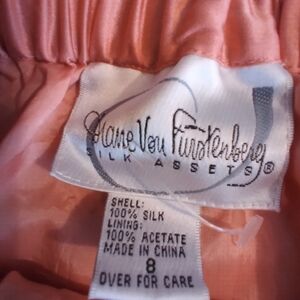 Diane Von Furstenberg
SILK ASSETS®
SHELL:
100% SILK
LINING:
100% ACETATE
MADE IN CHINA
8
OVER FOR CARE